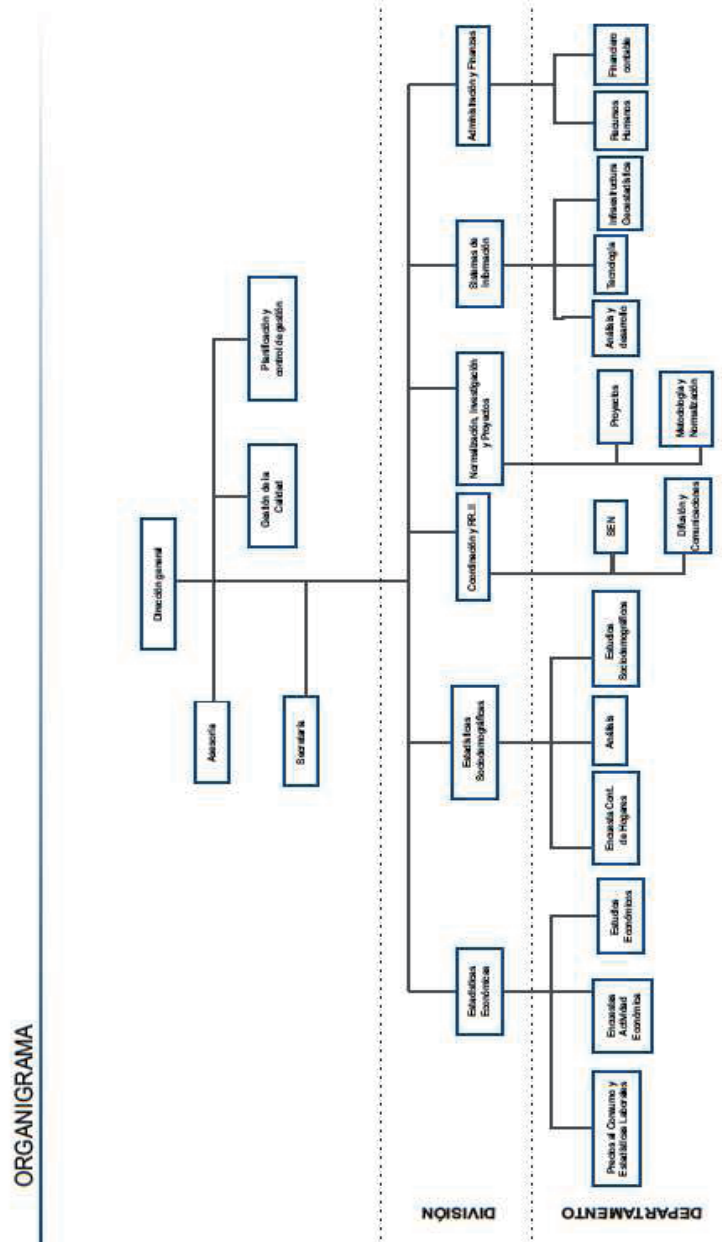 ORGANIGRAMA
Dirección general
Asesoría
Gestión de la
Calidad
Planificación y
control de gestión
Secretaría
DIVISIÓN
Estadísticas
Económicas
Estadísticas
Sociodemográficas
Coordinación y RR.II
Normalización, Investigación
y Proyectos
Sistemas de
Información
Administración y Finanzas
DEPARTAMENTO
Precios al Consumo y
Estadísticas Laborales
Encuestas
Actividad
Económica
Estudios
Económicos
Encuesta Cont.
de Hogares
Análisis
Estudios
Sociodemográficos
SEN
Difusión y
Comunicaciones
Proyectos
Metodología y
Normalización
Análisis y
desarrollo
Tecnología
Infraestructura
Geoestadística
Recursos
Humanos
Financiero
contable